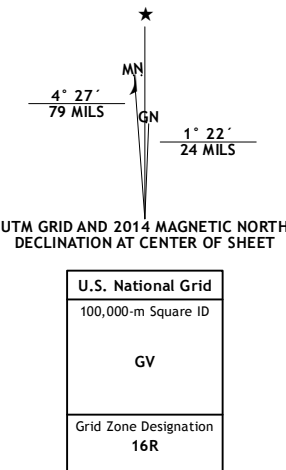 ★
MN
GN
4° 27´
79 MILS
1° 22´
24 MILS
UTM GRID AND 2014 MAGNETIC NORTH
DECLINATION AT CENTER OF SHEET
U.S. National Grid
100,000-m Square ID
GV
Grid Zone Designation
16R